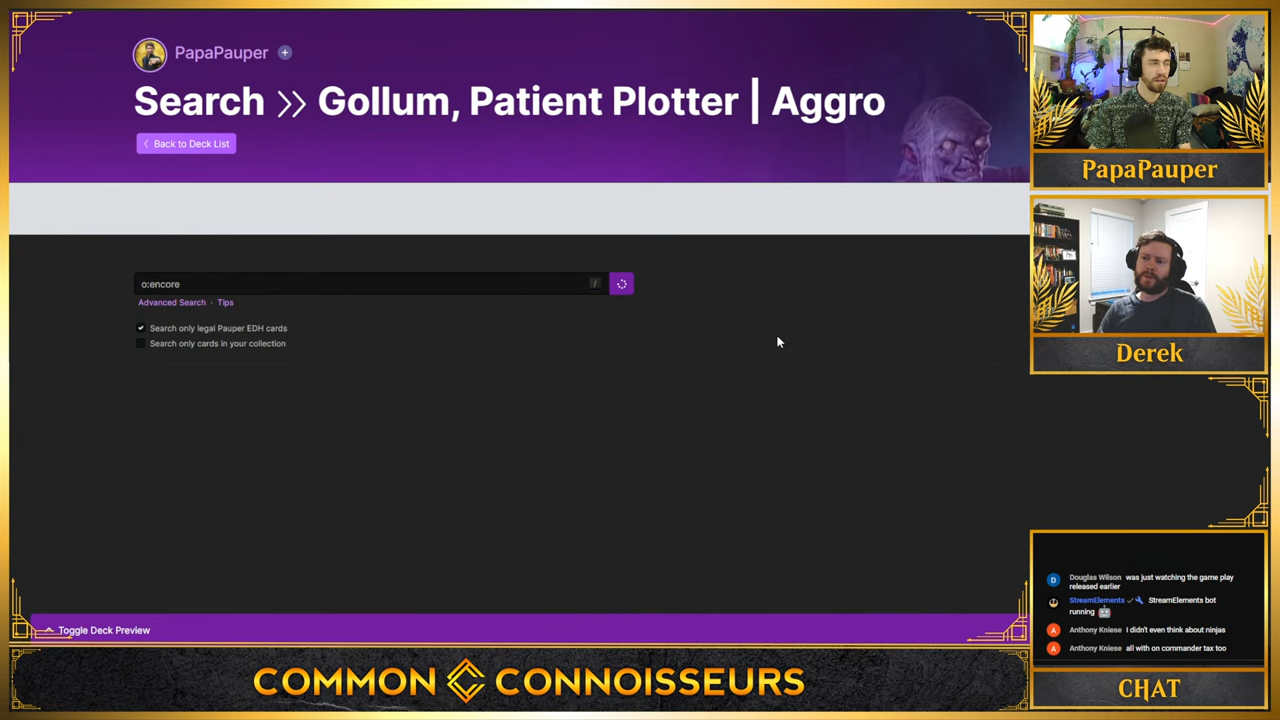 PapaPauper
Search >> Gollum, Patient Plotter | Aggro
Back to Deck List
o:encore
/
Advanced Search · Tips
Search only legal Pauper EDH cards
Search only cards in your collection
Toggle Deck Preview
COMMON CONNOISSEURS
PapaPauper
Derek
D
Douglas Wilson was just watching the game play
released earlier
StreamElements StreamElements bot
running
A
Anthony Kniese I didn't even think about ninjas
A
Anthony Kniese all with on commander tax too
CHAT